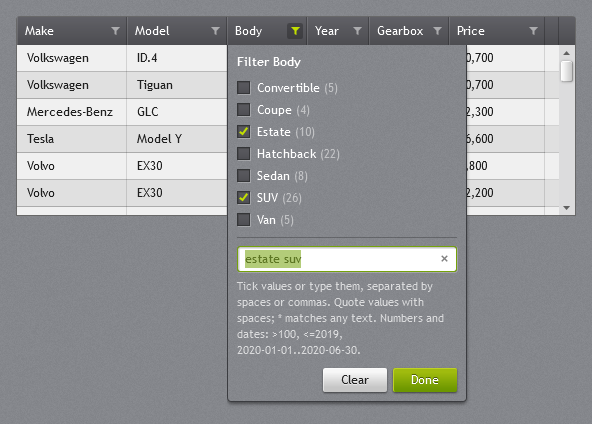 Make Model Body Year Gearbox Price
Volkswagen ID.4 0,700
Volkswagen Tiguan 0,700
Mercedes-Benz GLC 2,300
Tesla Model Y 6,600
Volvo EX30 ,800
Volvo EX30 2,200
Filter Body
Convertible (5)
Coupe (4)
Estate (10)
Hatchback (22)
Sedan (8)
SUV (26)
Van (5)
estate suv ×
Tick values or type them, separated by
spaces or commas. Quote values with
spaces; * matches any text. Numbers and
dates: >100, <=2019,
2020-01-01..2020-06-30.
Clear Done